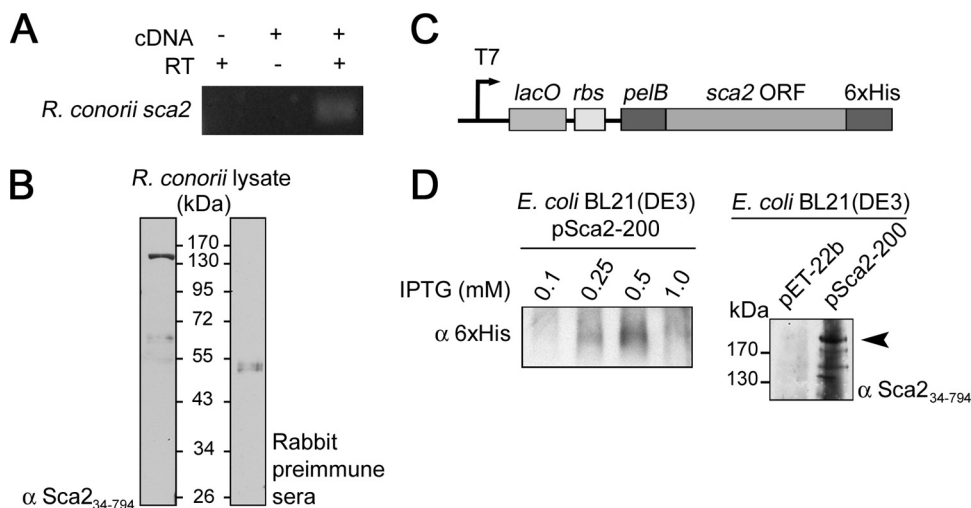 A
cDNA - + +
RT + - +
R. conorii sca2
B
R. conorii lysate
(kDa)
170
130
95
72
55
43
34
26
α Sca2₃₄₋₇₉₄
Rabbit
preimmune
sera
C
T7
lacO rbs pelB sca2 ORF 6xHis
D
E. coli BL21(DE3)
pSca2-200
IPTG (mM) 0.1 0.25 0.5 1.0
α 6xHis
E. coli BL21(DE3)
pET-22b pSca2-200
kDa
170
130
α Sca2₃₄₋₇₉₄